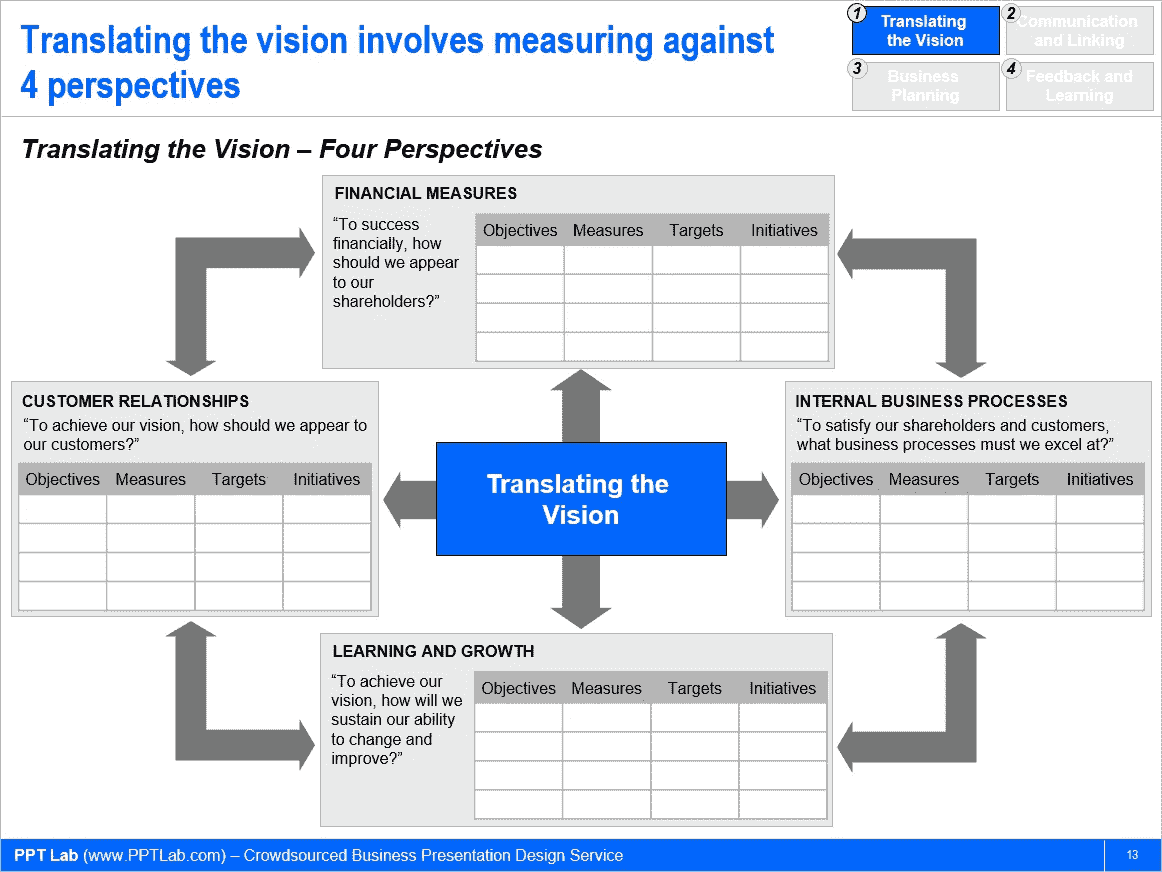 Translating the vision involves measuring against
4 perspectives
1
Translating
the Vision
2
Communication
and Linking
3
Business
Planning
4
Feedback and
Learning
Translating the Vision – Four Perspectives
FINANCIAL MEASURES
“To success
financially, how
should we appear
to our
shareholders?”
Objectives Measures Targets Initiatives
CUSTOMER RELATIONSHIPS
“To achieve our vision, how should we appear to
our customers?”
Objectives Measures Targets Initiatives
Translating the
Vision
INTERNAL BUSINESS PROCESSES
“To satisfy our shareholders and customers,
what business processes must we excel at?”
Objectives Measures Targets Initiatives
LEARNING AND GROWTH
“To achieve our
vision, how will we
sustain our ability
to change and
improve?”
Objectives Measures Targets Initiatives
PPT Lab (www.PPTLab.com) – Crowdsourced Business Presentation Design Service
13